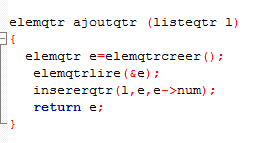 elemqtr ajoutqtr (listeqtr l)
{
elemqtr e=elemqtrcreer();
elemqtrlire(&e);
insererqtr(l,e,e->num);
return e;
}